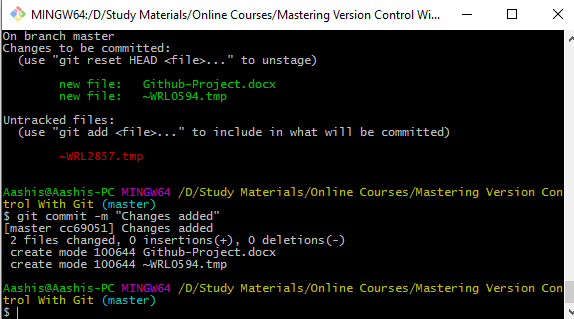 MINGW64:/D/Study Materials/Online Courses/Mastering Version Control Wi...
On branch master
Changes to be committed:
  (use "git reset HEAD <file>..." to unstage)
        new file:   Github-Project.docx
        new file:   ~WRL0594.tmp
Untracked files:
  (use "git add <file>..." to include in what will be committed)
        ~WRL2857.tmp
Aashis@Aashis-PC MINGW64 /D/Study Materials/Online Courses/Mastering Version Con
trol With Git (master)
$ git commit -m "Changes added"
[master cc69051] Changes added
 2 files changed, 0 insertions(+), 0 deletions(-)
 create mode 100644 Github-Project.docx
 create mode 100644 ~WRL0594.tmp
Aashis@Aashis-PC MINGW64 /D/Study Materials/Online Courses/Mastering Version Con
trol With Git (master)
$